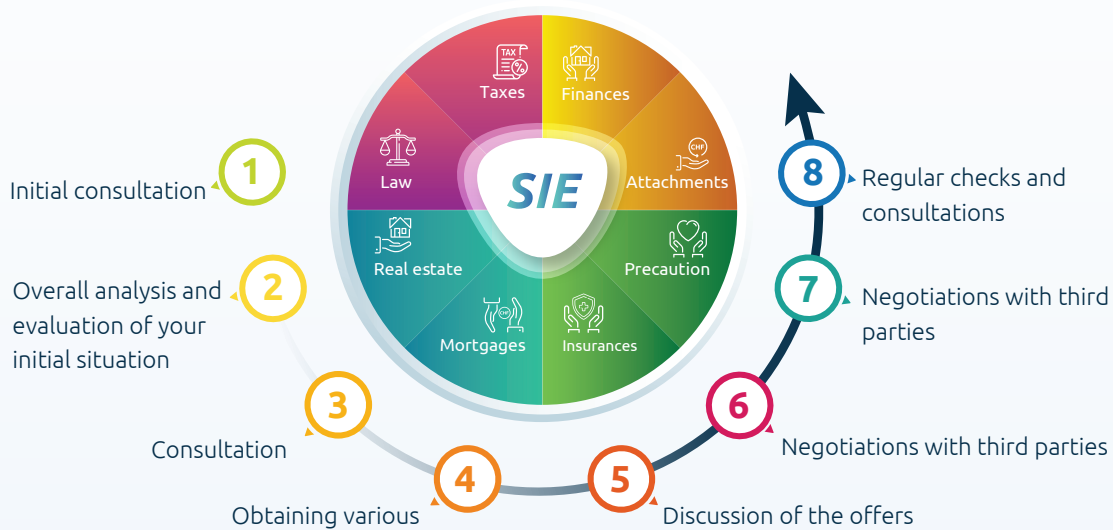 TAX
%
Taxes
Finances
Law
CHF
Attachments
SIE
Real estate
Precaution
CHF
Mortgages
Insurances
1
Initial consultation
2
Overall analysis and
evaluation of your
initial situation
3
Consultation
4
Obtaining various
5
Discussion of the offers
6
Negotiations with third parties
7
Negotiations with third
parties
8
Regular checks and
consultations